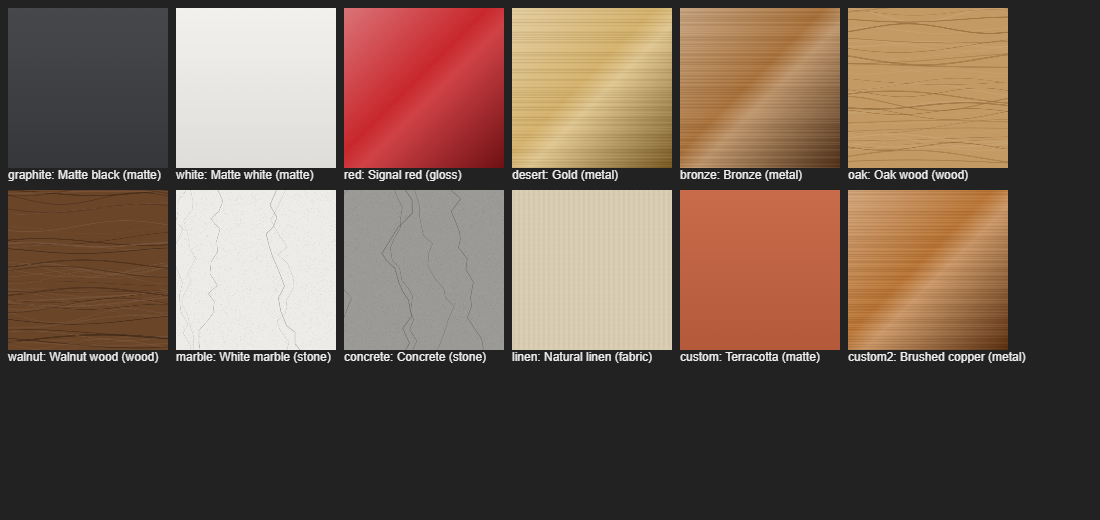 graphite: Matte black (matte)
white: Matte white (matte)
red: Signal red (gloss)
desert: Gold (metal)
bronze: Bronze (metal)
oak: Oak wood (wood)
walnut: Walnut wood (wood)
marble: White marble (stone)
concrete: Concrete (stone)
linen: Natural linen (fabric)
custom: Terracotta (matte)
custom2: Brushed copper (metal)